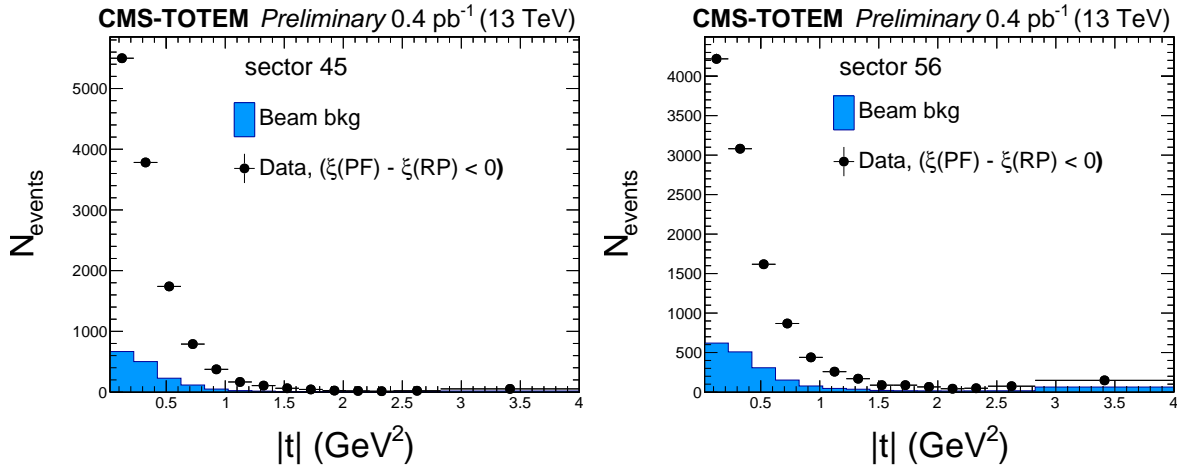 CMS-TOTEM Preliminary 0.4 pb⁻¹ (13 TeV)
sector 45
Beam bkg
Data, (ξ(PF) - ξ(RP) < 0)
N_events
5000
4000
3000
2000
1000
0
0.5 1 1.5 2 2.5 3 3.5 4
|t| (GeV²)
CMS-TOTEM Preliminary 0.4 pb⁻¹ (13 TeV)
sector 56
Beam bkg
Data, (ξ(PF) - ξ(RP) < 0)
N_events
4000
3500
3000
2500
2000
1500
1000
500
0
0.5 1 1.5 2 2.5 3 3.5 4
|t| (GeV²)